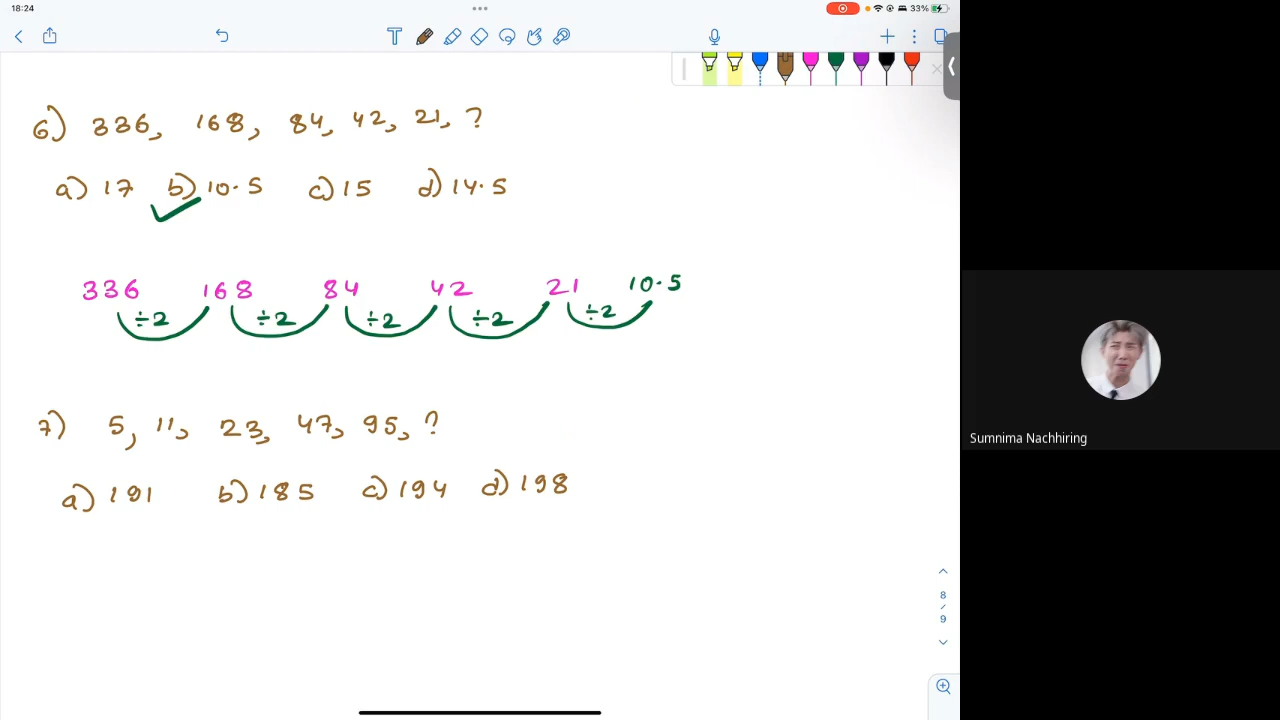 18:24
33%
6) 336, 168, 84, 42, 21, ?
a) 17 b) 10.5 c) 15 d) 14.5
336 168 84 42 21 10.5
÷2 ÷2 ÷2 ÷2 ÷2
7) 5, 11, 23, 47, 95, ?
a) 191 b) 185 c) 194 d) 198
8
/
9
Sumnima Nachhiring